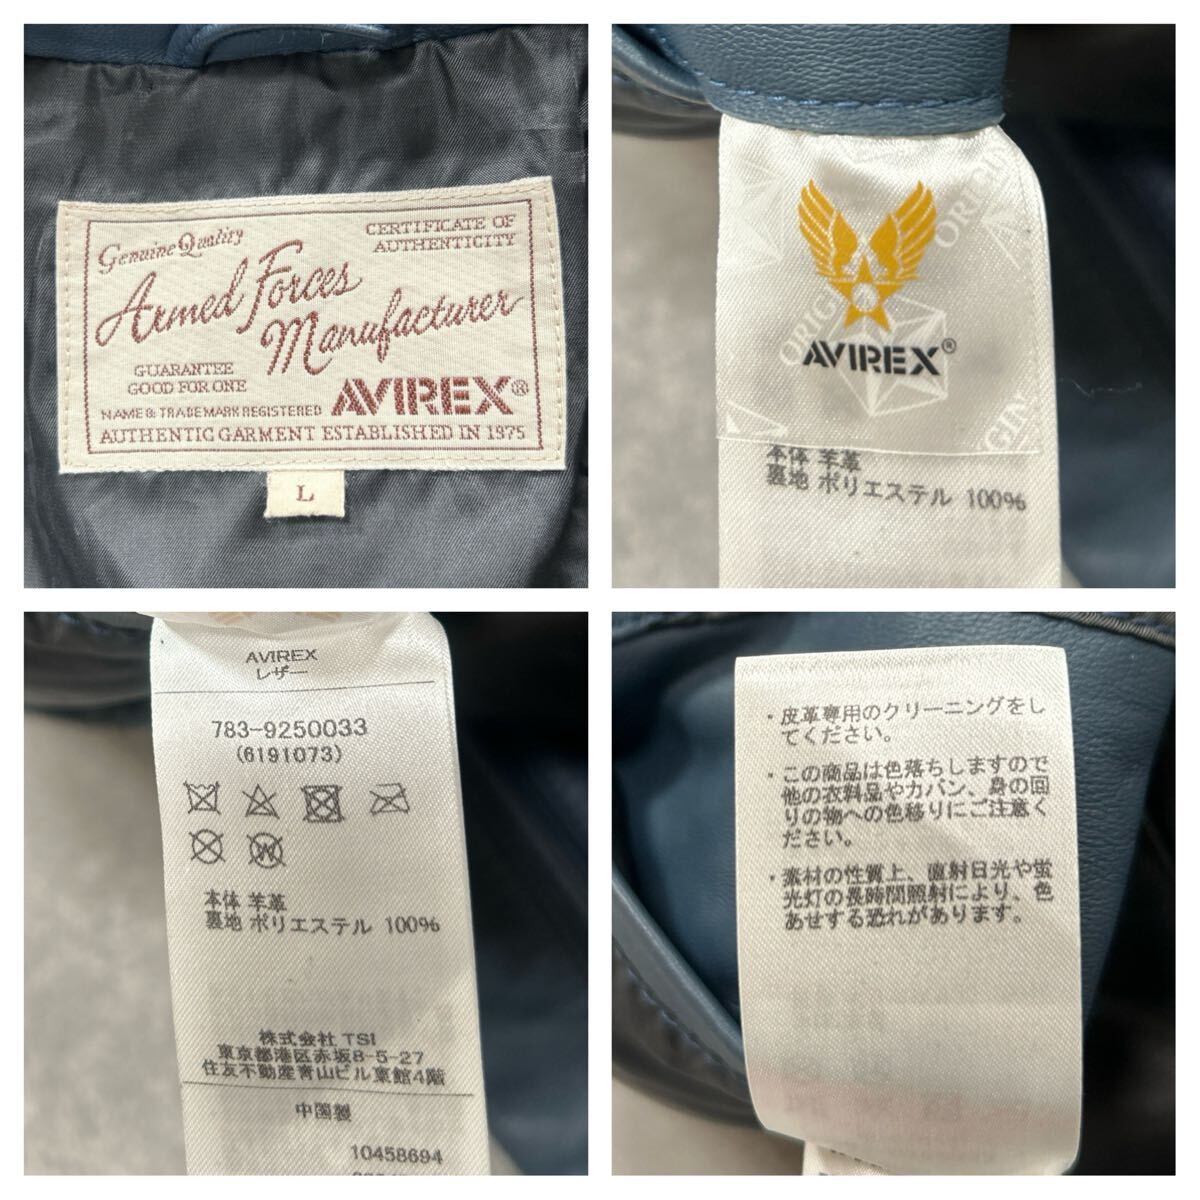 Genuine Quality
CERTIFICATE OF
AUTHENTICITY
Armed Forces
Manufacturer
GUARANTEE
GOOD FOR ONE
AVIREX®
NAME & TRADEMARK REGISTERED
AUTHENTIC GARMENT ESTABLISHED IN 1975
L
ORIGIN
ORIGI
AVIREX®
ORIGIN
本体 羊革
裏地 ポリエステル 100%
AVIREX
レザー
783-9250033
(6191073)
本体 羊革
裏地 ポリエステル 100%
株式会社 TSI
東京都港区赤坂8-5-27
住友不動産青山ビル東館4階
中国製
10458694
・皮革専用のクリーニングをし
てください。
・この商品は色落ちしますので
他の衣料品やカバン、身の回
りの物への色移りにご注意く
ださい。
・素材の性質上、直射日光や蛍
光灯の長時間照射により、色
あせする恐れがあります。